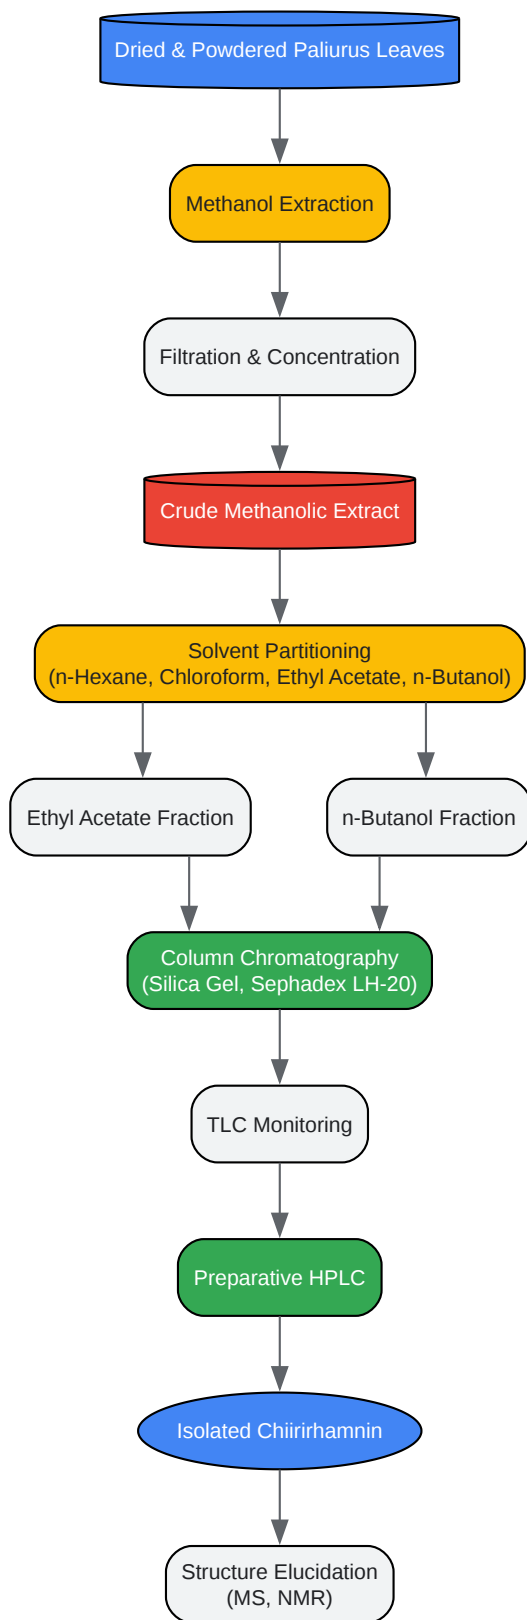 Dried & Powdered Paliurus Leaves
Methanol Extraction
Filtration & Concentration
Crude Methanolic Extract
Solvent Partitioning
(n-Hexane, Chloroform, Ethyl Acetate, n-Butanol)
Ethyl Acetate Fraction
n-Butanol Fraction
Column Chromatography
(Silica Gel, Sephadex LH-20)
TLC Monitoring
Preparative HPLC
Isolated Chiirirhamnin
Structure Elucidation
(MS, NMR)